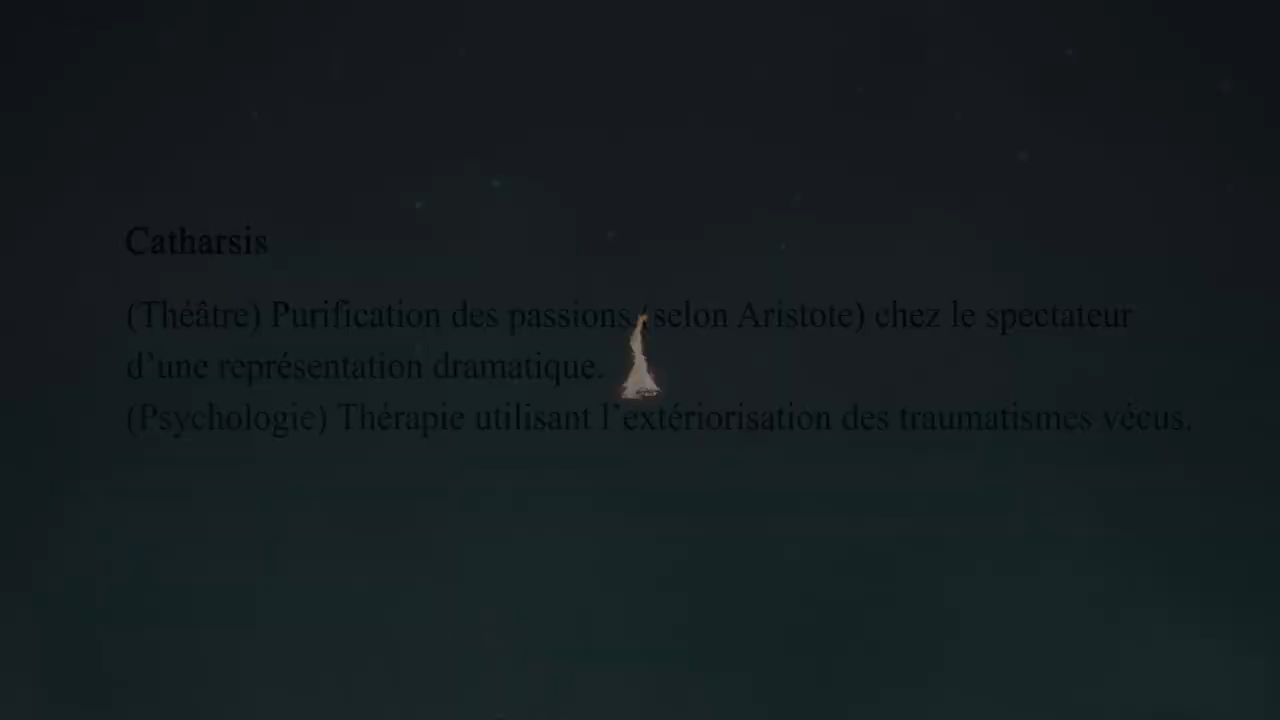 Catharsis
(Théâtre) Purification des passions (selon Aristote) chez le spectateur
d’une représentation dramatique.
(Psychologie) Thérapie utilisant l’extériorisation des traumatismes vécus.